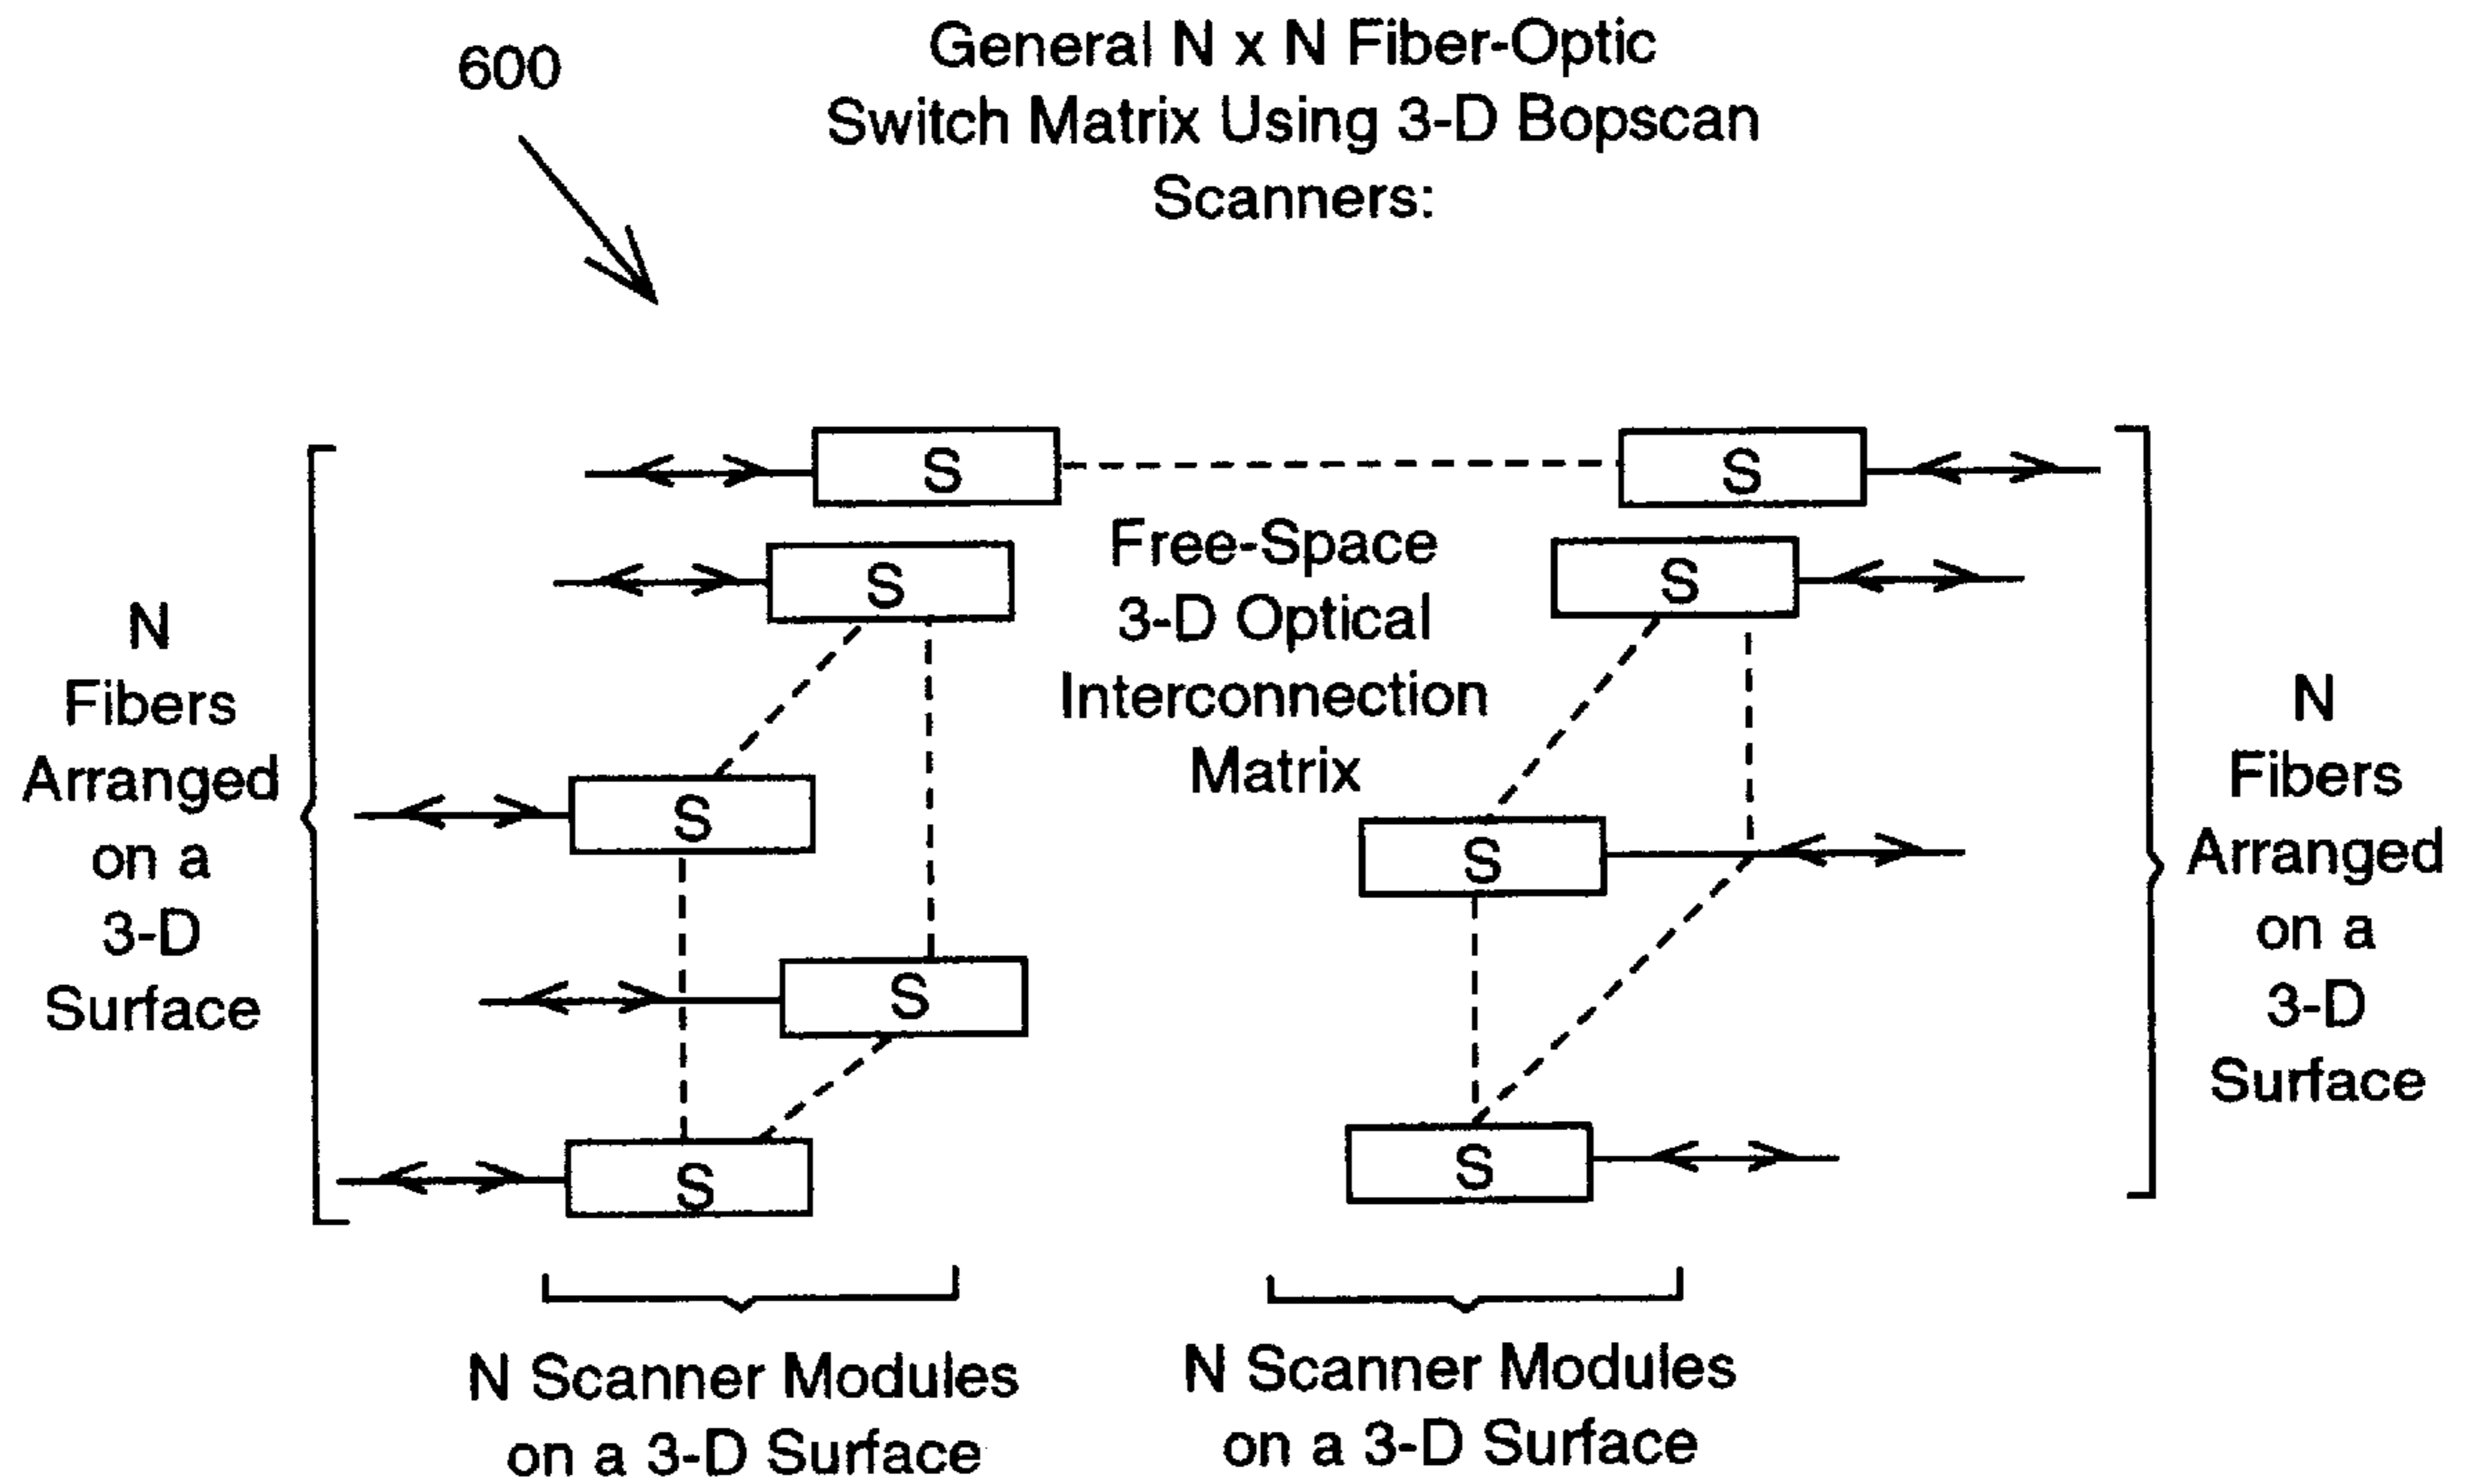 600
General N x N Fiber-Optic
Switch Matrix Using 3-D Bopscan
Scanners:
S
S
S
S
Free-Space
3-D Optical
Interconnection
Matrix
N
Fibers
Arranged
on a
3-D
Surface
S
S
S
S
S
N
Fibers
Arranged
on a
3-D
Surface
N Scanner Modules
on a 3-D Surface
N Scanner Modules
on a 3-D Surface